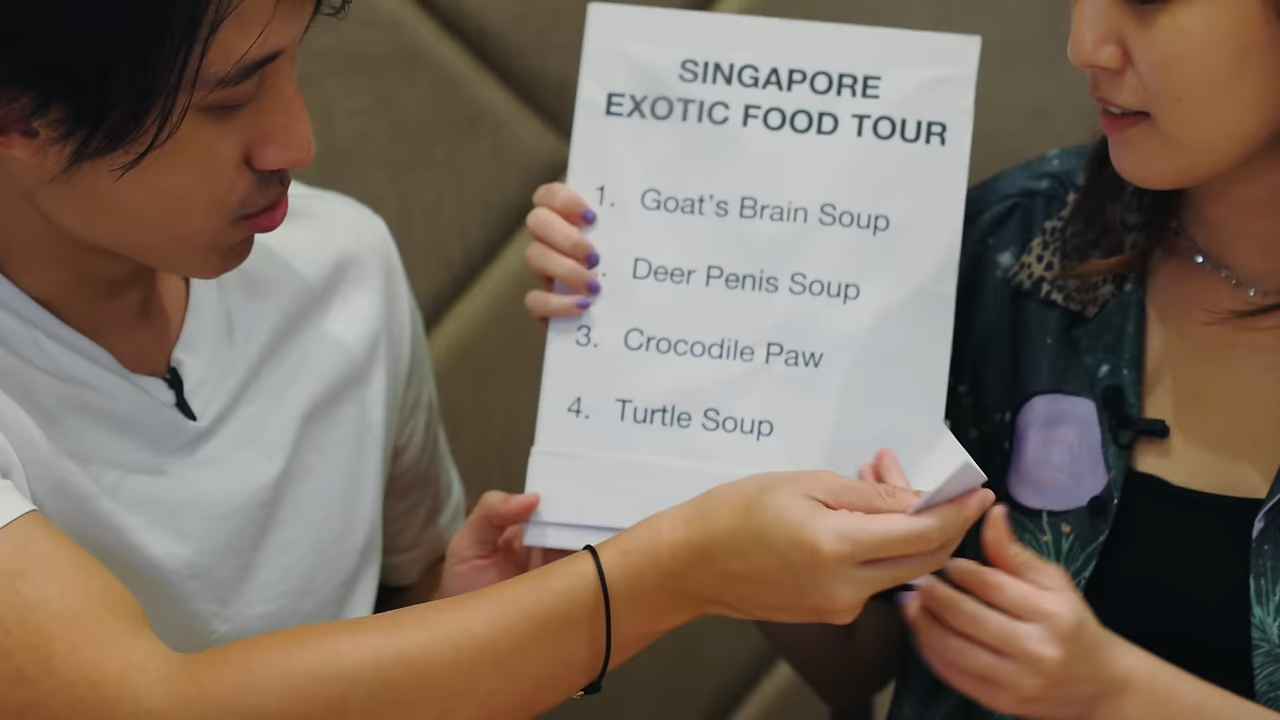 SINGAPORE
EXOTIC FOOD TOUR
1. Goat's Brain Soup
. Deer Penis Soup
3. Crocodile Paw
4. Turtle Soup